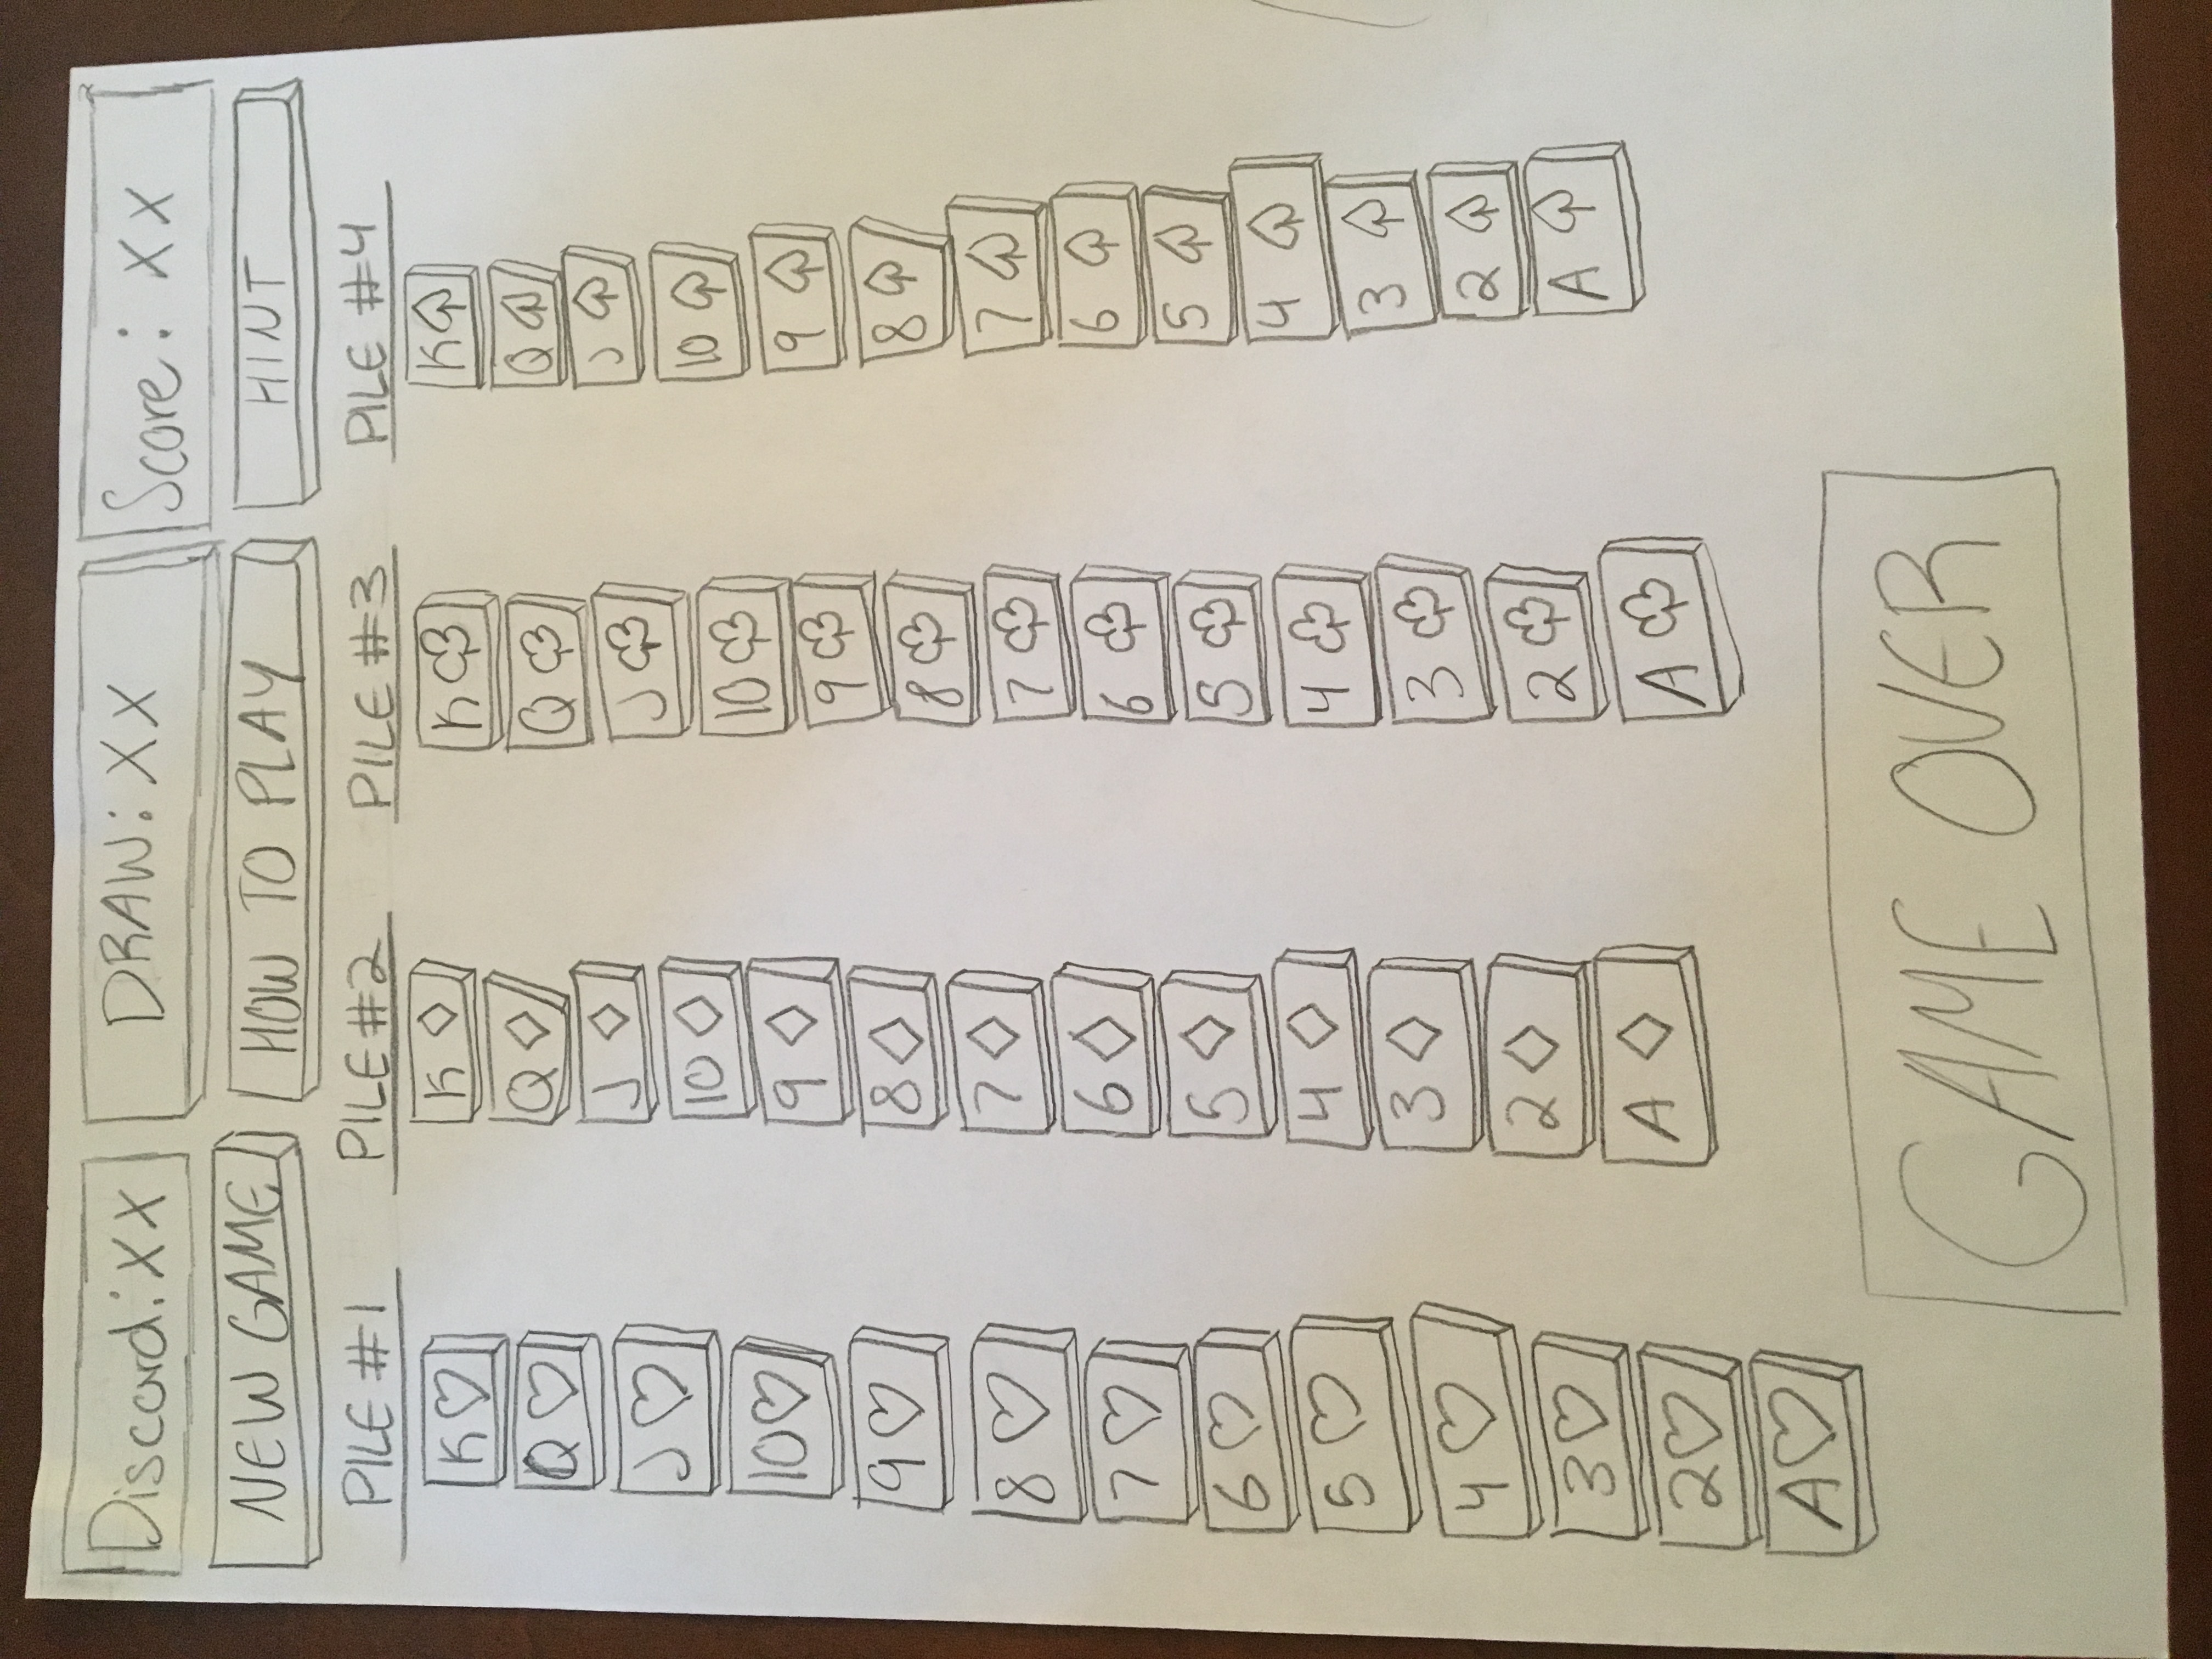 Discard: XX DRAW: XX Score: XX
NEW GAME HOW TO PLAY HINT
PILE #1 PILE #2 PILE #3 PILE #4
K♡ K♢ K♧ K♤
Q♡ Q♢ Q♧ Q♤
J♡ J♢ J♧ J♤
10♡ 10♢ 10♧ 10♤
9♡ 9♢ 9♧ 9♤
8♡ 8♢ 8♧ 8♤
7♡ 7♢ 7♧ 7♤
6♡ 6♢ 6♧ 6♤
5♡ 5♢ 5♧ 5♤
4♡ 4♢ 4♧ 4♤
3♡ 3♢ 3♧ 3♤
2♡ 2♢ 2♧ 2♤
A♡ A♢ A♧ A♤
GAME OVER